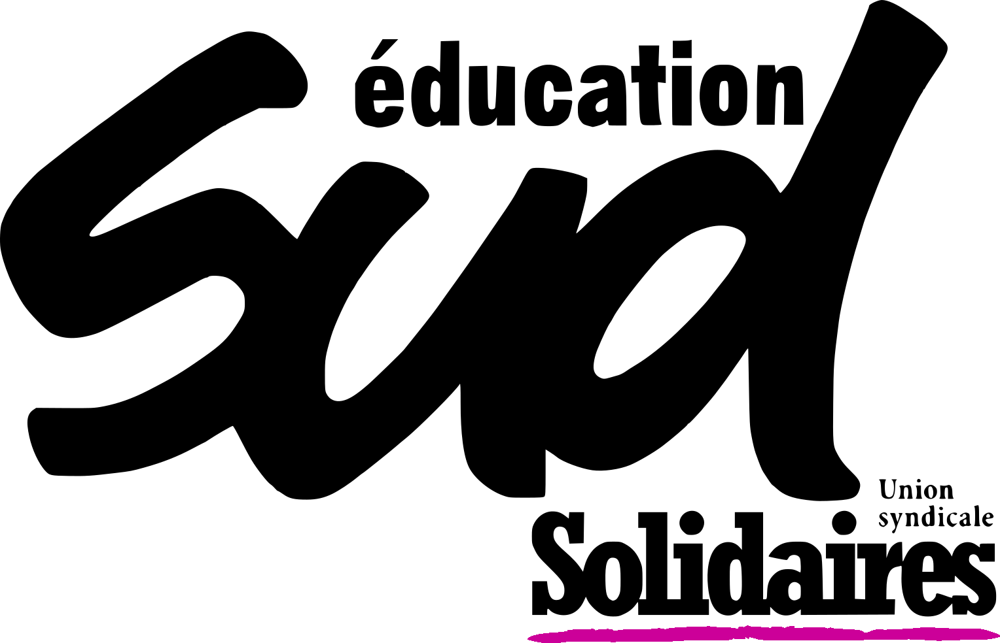 éducation
sud
Union
syndicale
Solidaires